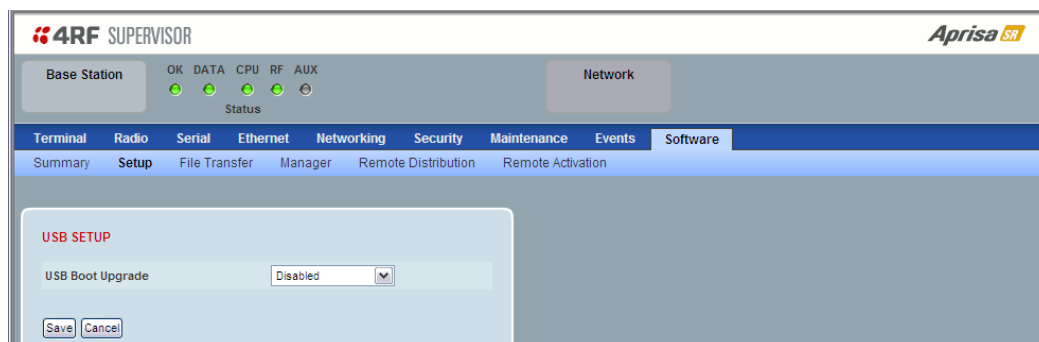 4RF SUPERVISOR
Aprisa SR
Base Station
OK DATA CPU RF AUX
Status
Network
Terminal Radio Serial Ethernet Networking Security Maintenance Events Software
Summary Setup File Transfer Manager Remote Distribution Remote Activation
USB SETUP
USB Boot Upgrade Disabled
Save Cancel